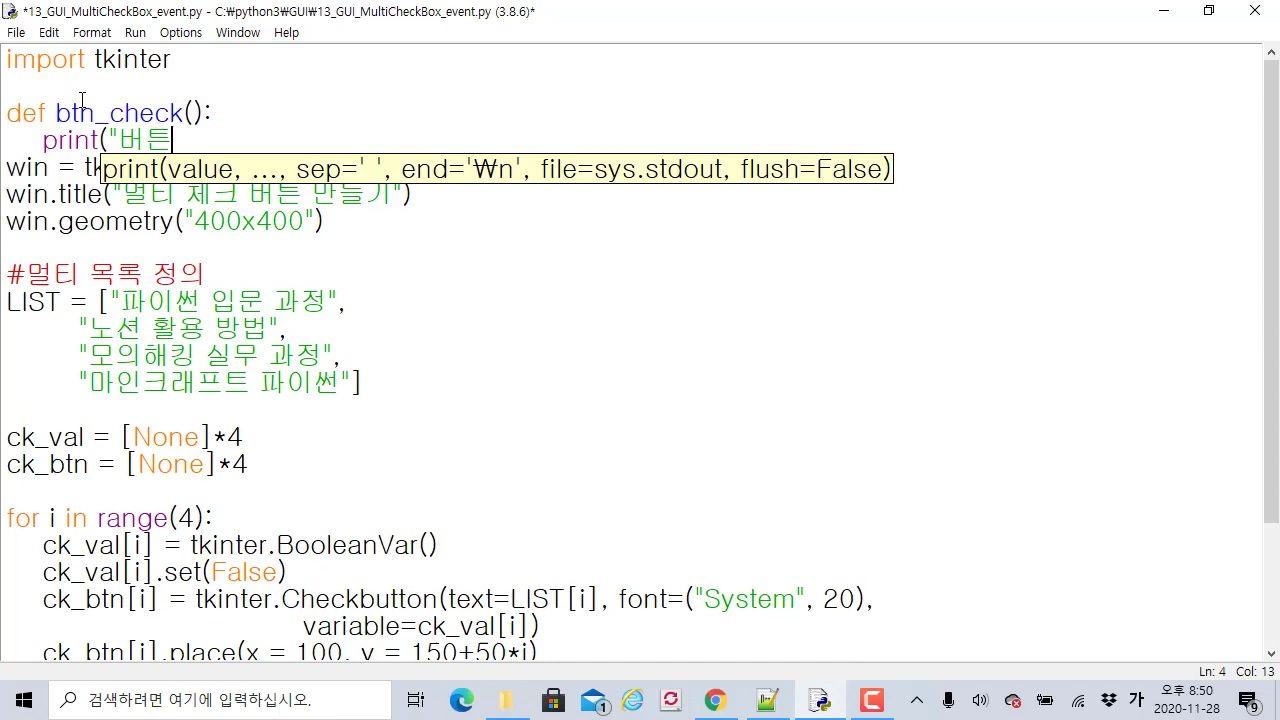 *13_GUI_MultiCheckBox_event.py - C:₩python3₩GUI₩13_GUI_MultiCheckBox_event.py (3.8.6)*
File Edit Format Run Options Window Help
import tkinter
def btn_check():
print("버튼
win = tk
print(value, ..., sep=' ', end='₩n', file=sys.stdout, flush=False)
win.title("멀티 체크 버튼 만들기")
win.geometry("400x400")
#멀티 목록 정의
LIST = ["파이썬 입문 과정",
"노션 활용 방법",
"모의해킹 실무 과정",
"마인크래프트 파이썬"]
ck_val = [None]*4
ck_btn = [None]*4
for i in range(4):
ck_val[i] = tkinter.BooleanVar()
ck_val[i].set(False)
ck_btn[i] = tkinter.Checkbutton(text=LIST[i], font=("System", 20),
variable=ck_val[i])
ck_btn[i].place(x = 100, y = 150+50*i)
Ln: 4 Col: 13
검색하려면 여기에 입력하십시오.
1
가
오후 8:50
2020-11-28
9